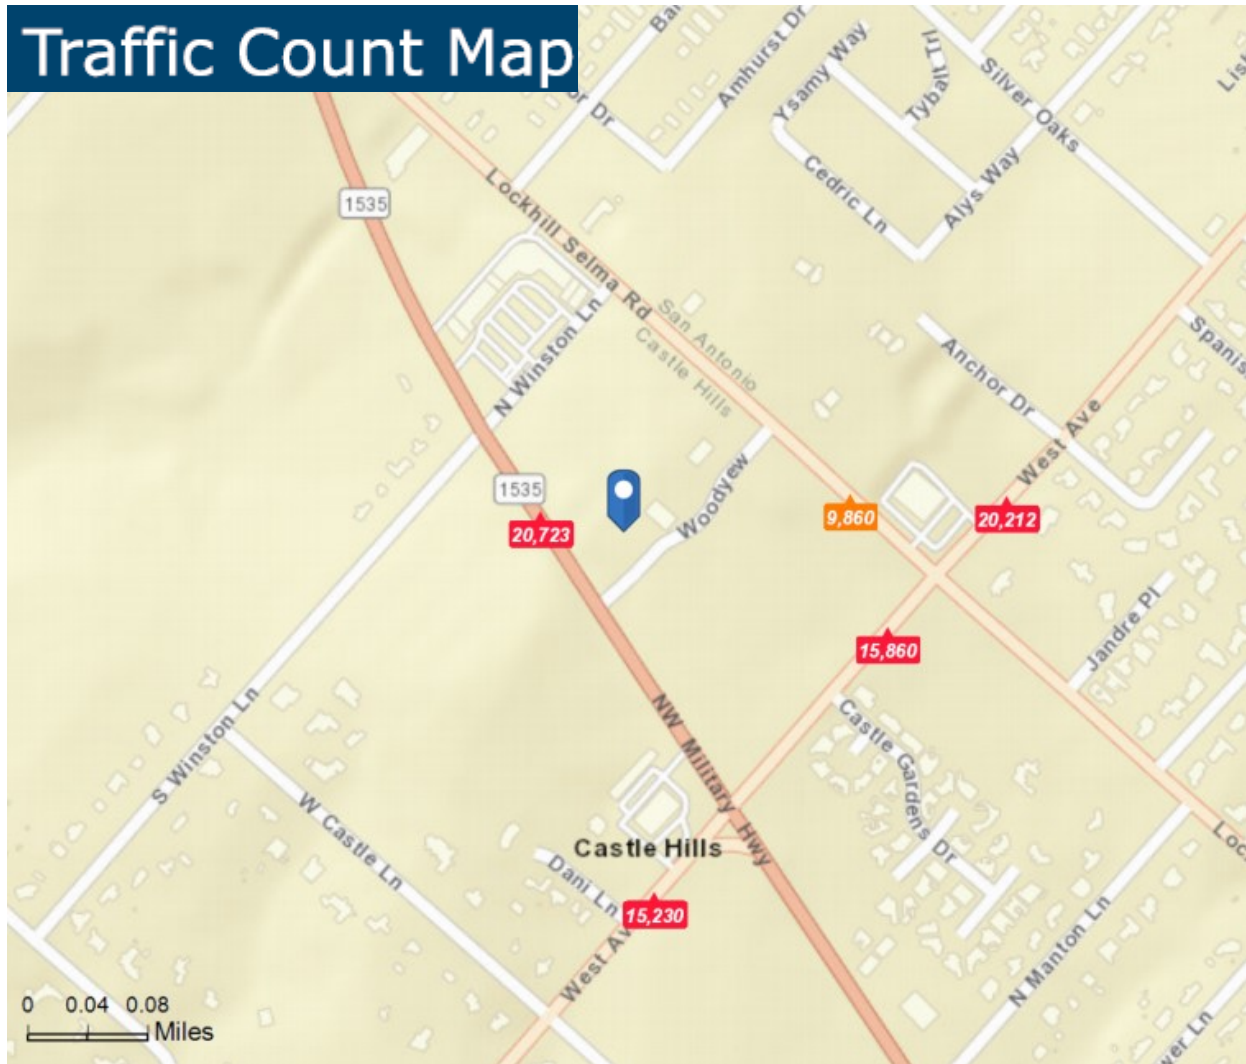 Traffic Count Map
Amhurst Dr
Ysamy Way
Tybalt Trl
Silver Oaks
or Dr
Cedric Ln
Alys Way
Lockhill Selma Rd
1535
San Antonio
Castle Hills
N Winston Ln
Anchor Dr
West Ave
Woodyew
1535
20,723
9,860
20,212
15,860
Jandre Pl
NW Military Hwy
Castle Gardens Dr
S Winston Ln
W Castle Ln
Castle Hills
Dani Ln
15,230
West Av
N Manton Ln
0 0.04 0.08
Miles